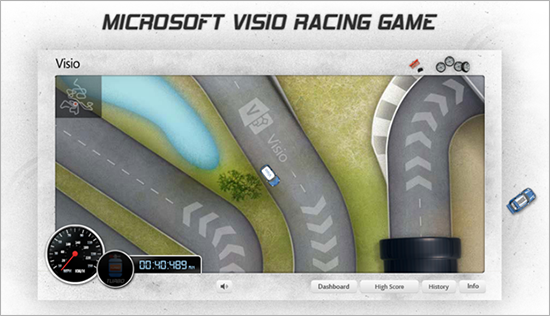 MICROSOFT VISIO RACING GAME
Visio
Visio
00:40.489
Dashboard
High Score
History
Info